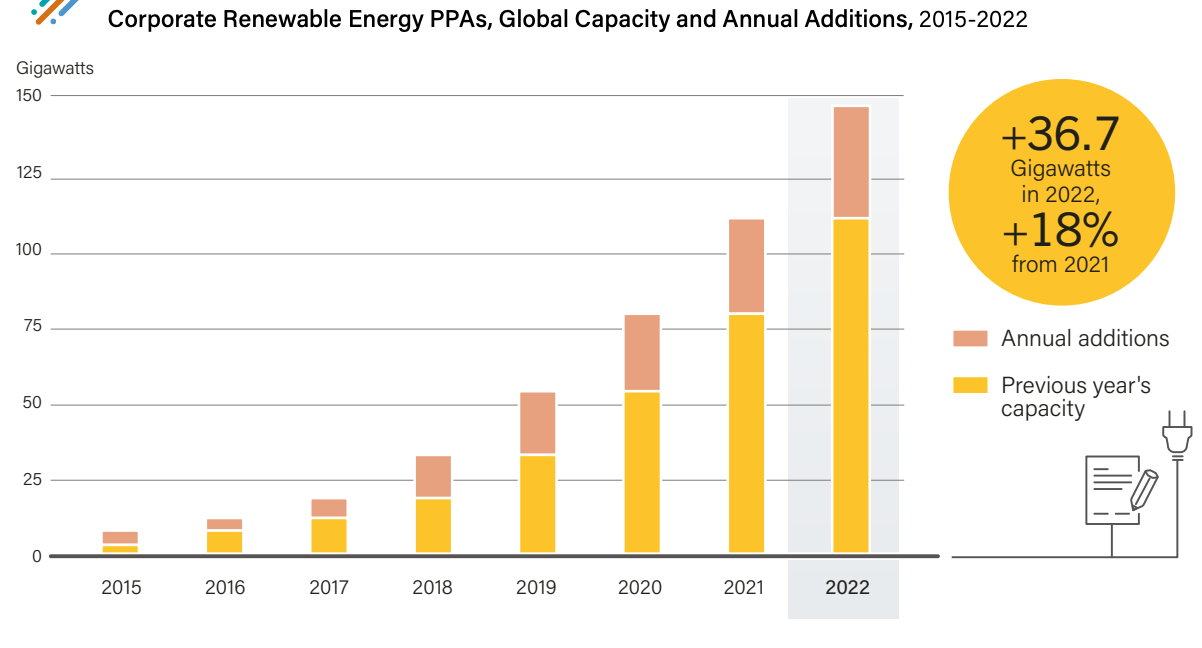 Corporate Renewable Energy PPAs, Global Capacity and Annual Additions, 2015-2022
Gigawatts
150
125
100
75
50
25
0
2015 2016 2017 2018 2019 2020 2021 2022
+36.7
Gigawatts
in 2022,
+18%
from 2021
Annual additions
Previous year's
capacity